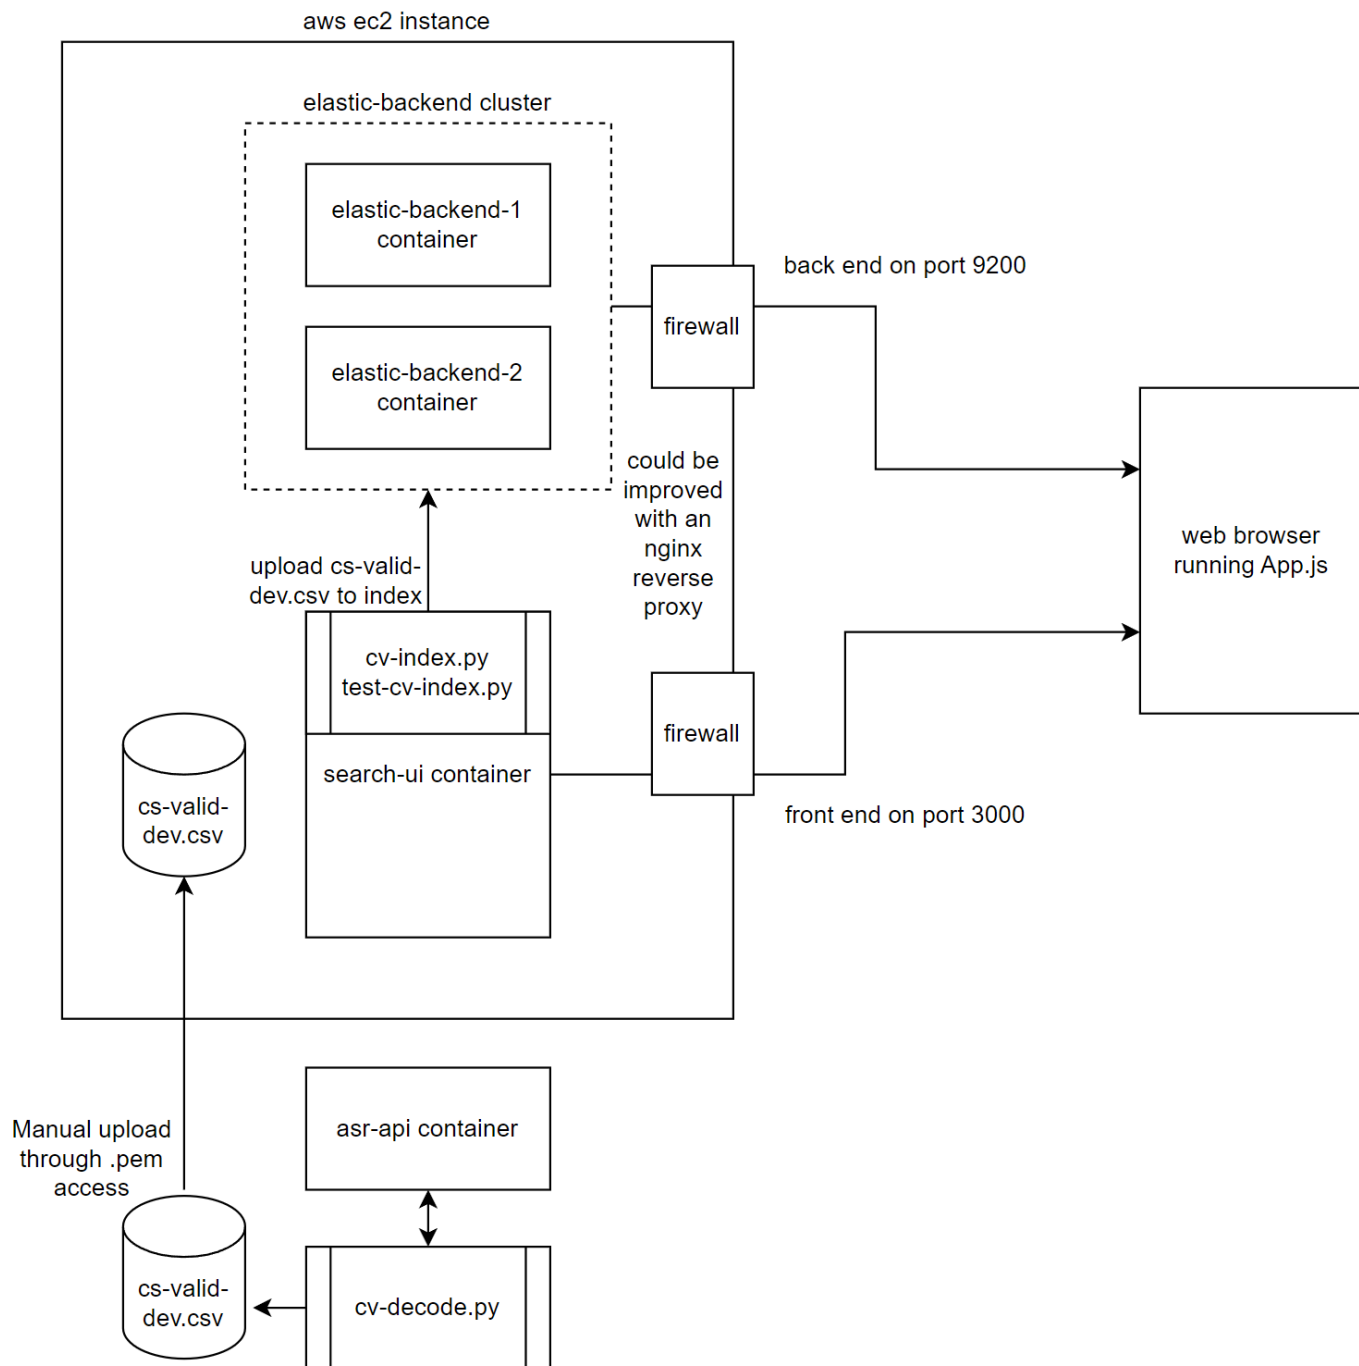 aws ec2 instance
elastic-backend cluster
elastic-backend-1
container
elastic-backend-2
container
firewall
back end on port 9200
could be
improved
with an
nginx
reverse
proxy
web browser
running App.js
upload cs-valid-
dev.csv to index
cv-index.py
test-cv-index.py
search-ui container
firewall
front end on port 3000
cs-valid-
dev.csv
Manual upload
through .pem
access
asr-api container
cs-valid-
dev.csv
cv-decode.py